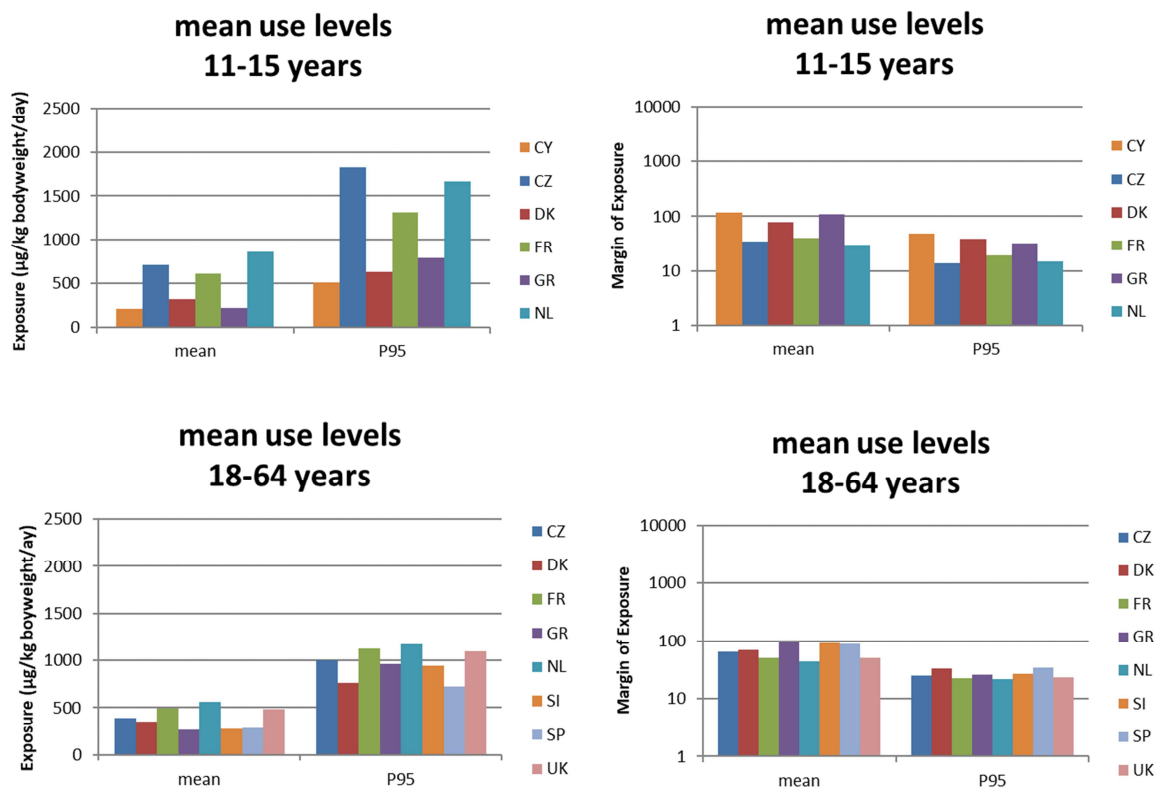 mean use levels
11-15 years
Exposure (µg/kg bodyweight/day)
2500
2000
1500
1000
500
0
mean
P95
CY
CZ
DK
FR
GR
NL
mean use levels
11-15 years
Margin of Exposure
10000
1000
100
10
1
mean
P95
CY
CZ
DK
FR
GR
NL
mean use levels
18-64 years
Exposure (µg/kg boyweight/ay)
2500
2000
1500
1000
500
0
mean
P95
CZ
DK
FR
GR
NL
SI
SP
UK
mean use levels
18-64 years
Margin of Exposure
10000
1000
100
10
1
mean
P95
CZ
DK
FR
GR
NL
SI
SP
UK